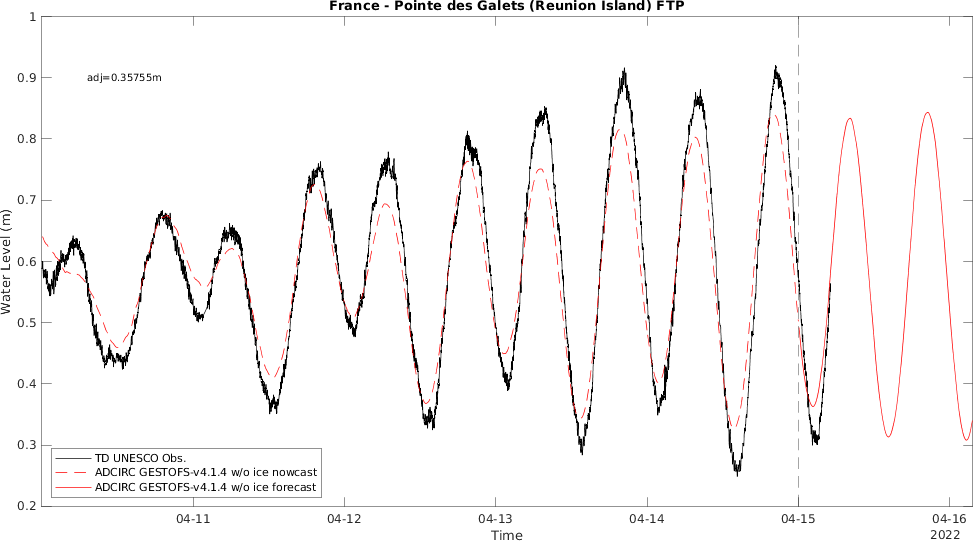 France - Pointe des Galets (Reunion Island) FTP
1
0.9
0.8
0.7
0.6
0.5
0.4
0.3
0.2
Water Level (m)
adj=0.35755m
TD UNESCO Obs.
ADCIRC GESTOFS-v4.1.4 w/o ice nowcast
ADCIRC GESTOFS-v4.1.4 w/o ice forecast
04-11
04-12
04-13
04-14
04-15
04-16
Time
2022